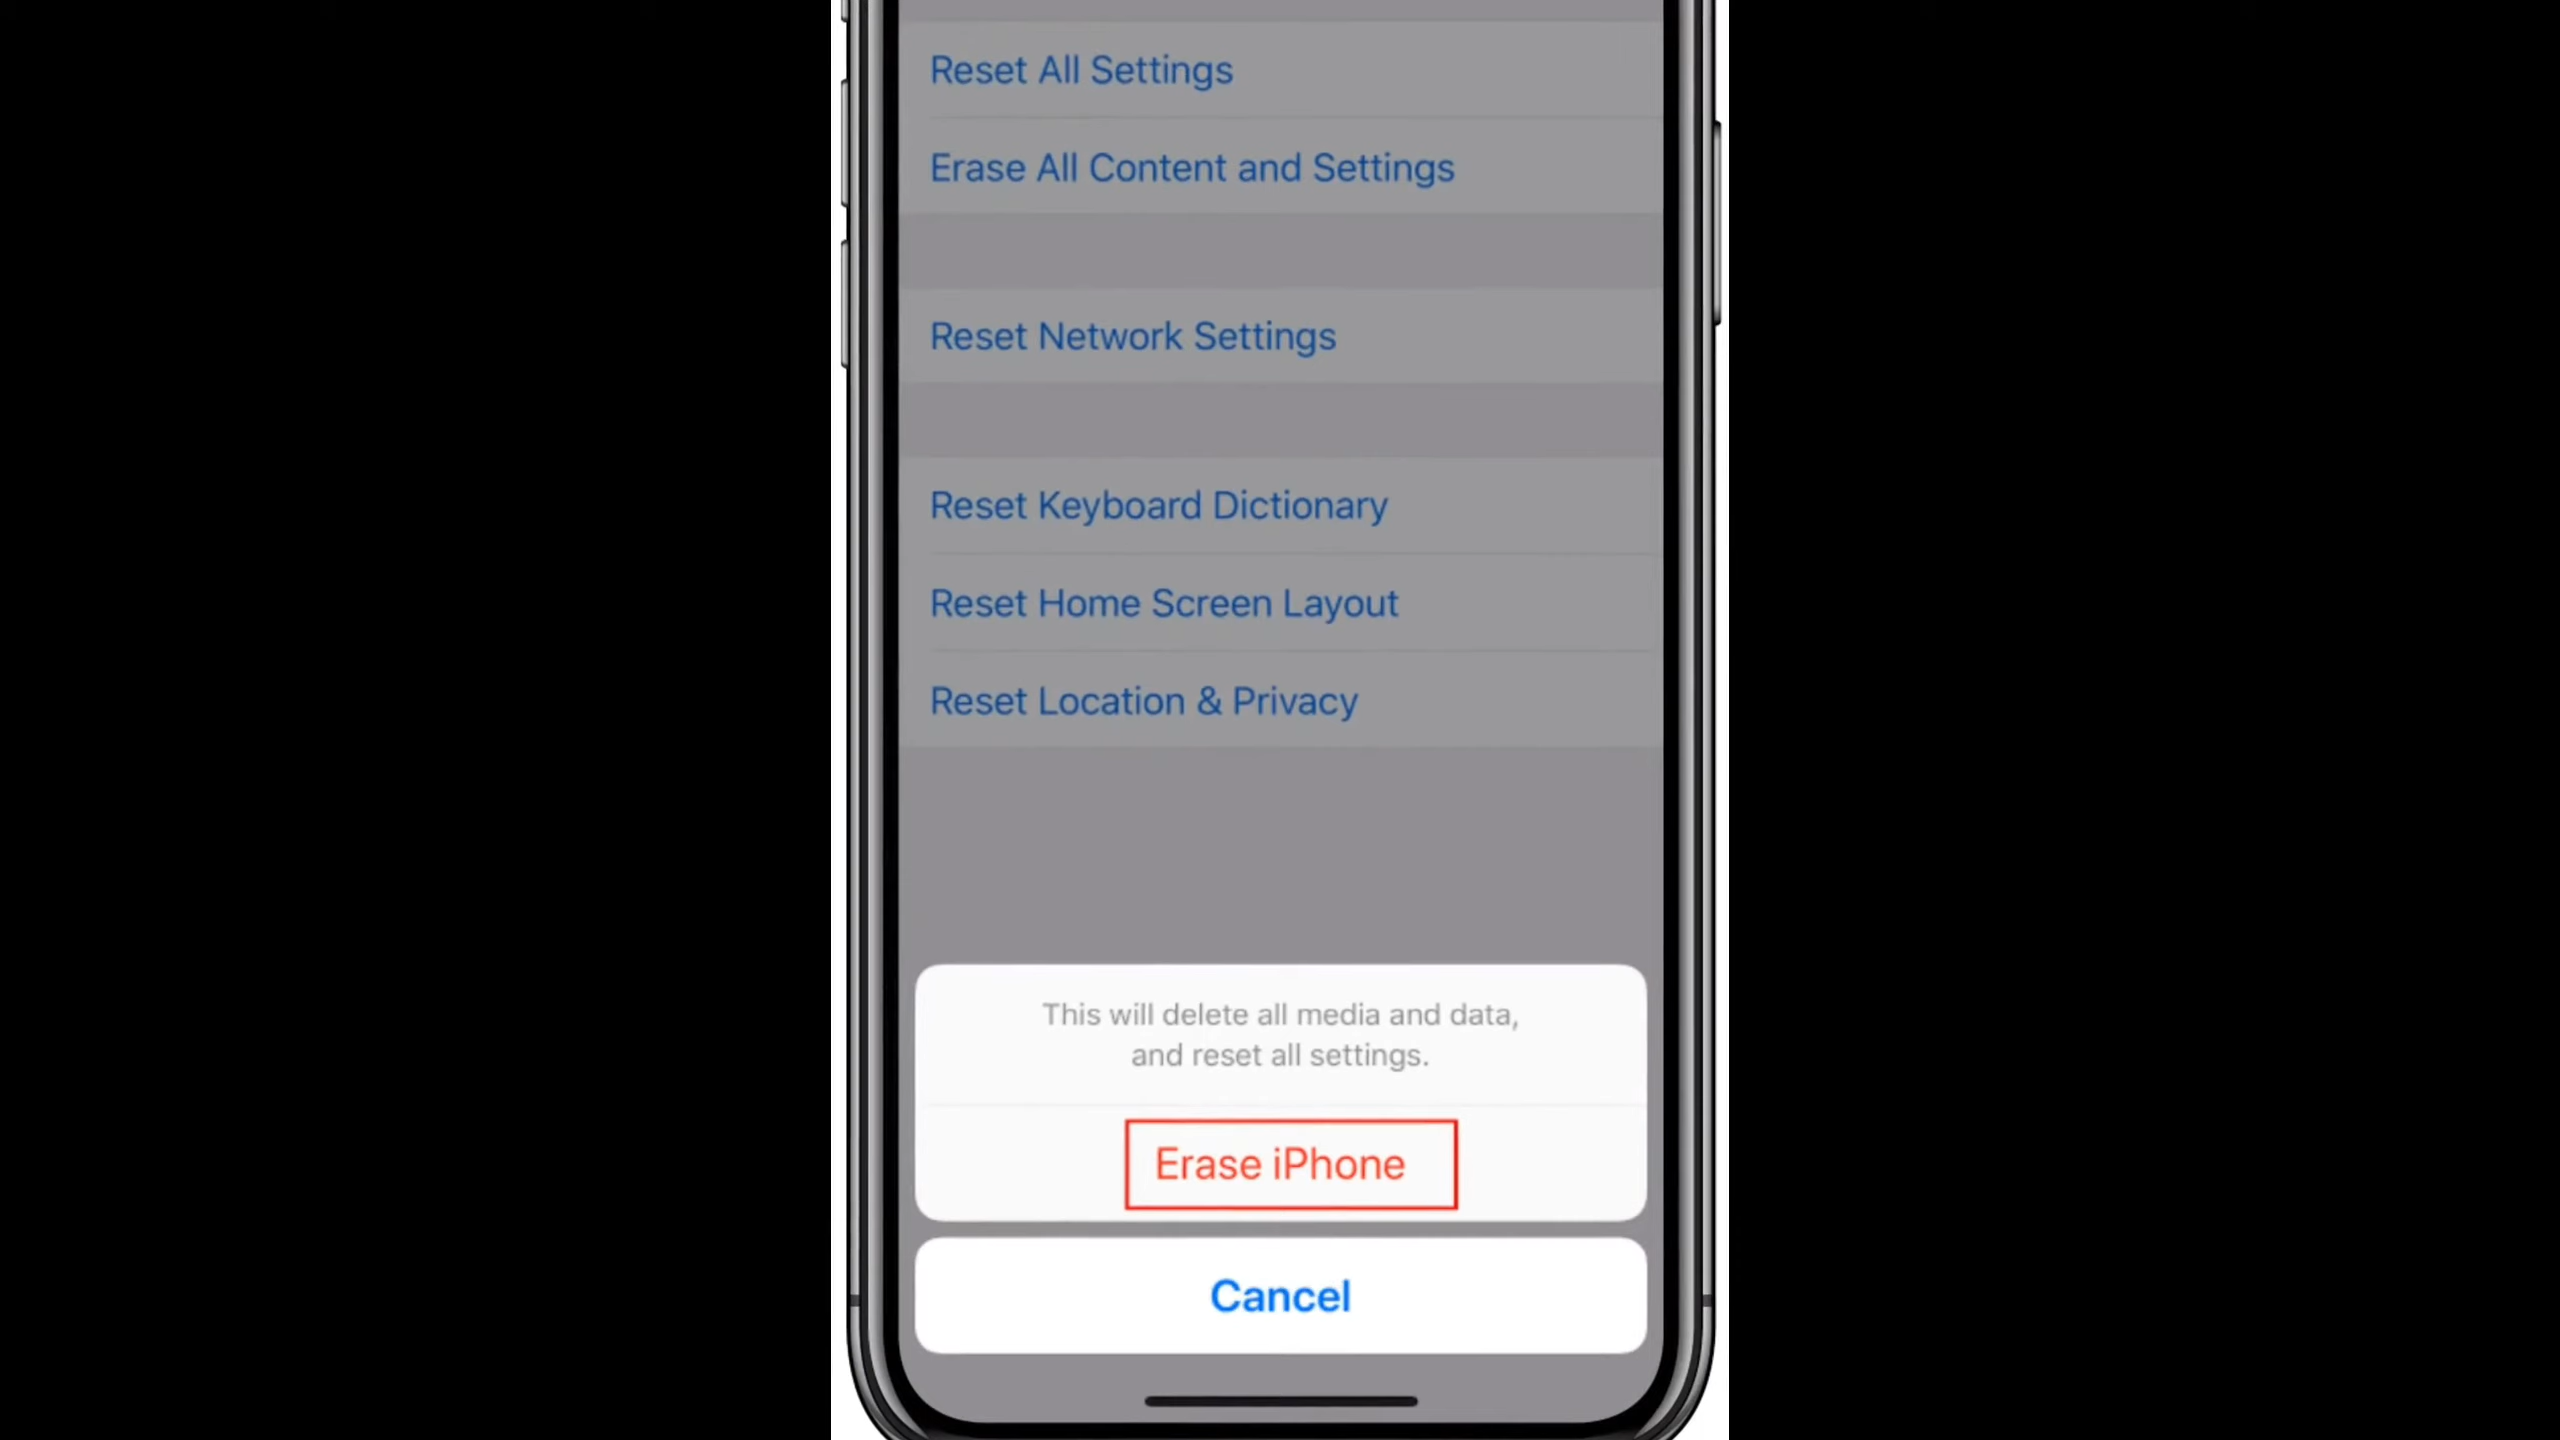 Reset All Settings
Erase All Content and Settings
Reset Network Settings
Reset Keyboard Dictionary
Reset Home Screen Layout
Reset Location & Privacy
This will delete all media and data,
and reset all settings.
Erase iPhone
Cancel